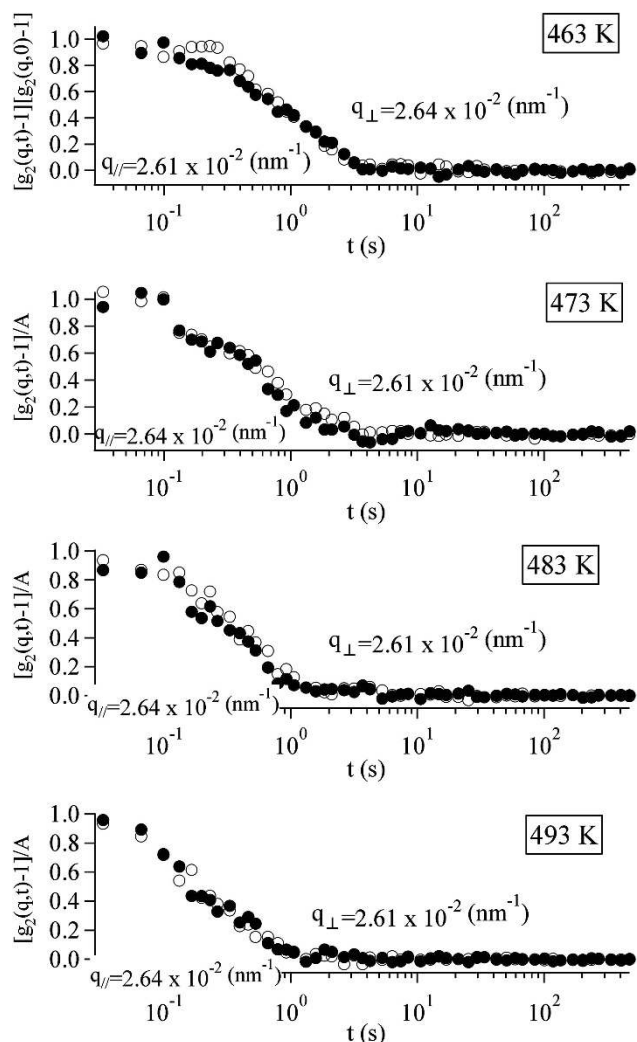 463 K
[g₂(q,t)-1][g₂(q,0)-1]
1.0
0.8
0.6
0.4
0.2
0.0
q⊥=2.64 x 10⁻² (nm⁻¹)
q//=2.61 x 10⁻² (nm⁻¹)
10⁻¹ 10⁰ 10¹ 10²
t (s)
473 K
[g₂(q,t)-1]/A
1.0
0.8
0.6
0.4
0.2
0.0
q⊥=2.61 x 10⁻² (nm⁻¹)
q//=2.64 x 10⁻² (nm⁻¹)
10⁻¹ 10⁰ 10¹ 10²
t (s)
483 K
[g₂(q,t)-1]/A
1.0
0.8
0.6
0.4
0.2
0.0
q⊥=2.61 x 10⁻² (nm⁻¹)
q//=2.64 x 10⁻² (nm⁻¹)
10⁻¹ 10⁰ 10¹ 10²
t (s)
493 K
[g₂(q,t)-1]/A
1.0
0.8
0.6
0.4
0.2
0.0
q⊥=2.61 x 10⁻² (nm⁻¹)
q//=2.64 x 10⁻² (nm⁻¹)
10⁻¹ 10⁰ 10¹ 10²
t (s)